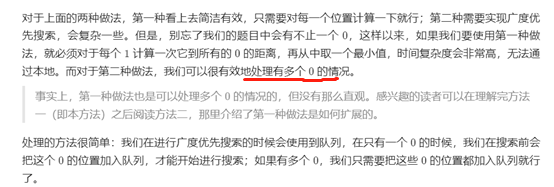 对于上面的两种做法，第一种看上去简洁有效，只需要对每一个位置计算一下就行；第二种需要实现广度优
先搜索，会复杂一些。但是，别忘了我们的题目中会有不止一个 0，这样以来，如果我们要使用第一种做
法，就必须对于每个 1 计算一次它到所有的 0 的距离，再从中取一个最小值，时间复杂度会非常高，无法通
过本地。而对于第二种做法，我们可以很有效地处理有多个 0 的情况。
事实上，第一种做法也是可以处理多个 0 的情况的，但没有那么直观。感兴趣的读者可以在理解完方法
一（即本方法）之后阅读方法二，那里介绍了第一种做法是如何扩展的。
处理的方法很简单：我们在进行广度优先搜索的时候会使用到队列，在只有一个 0 的时候，我们在搜索前会
把这个 0 的位置加入队列，才能开始进行搜索；如果有多个 0，我们只需要把这些 0 的位置都加入队列就行
了。